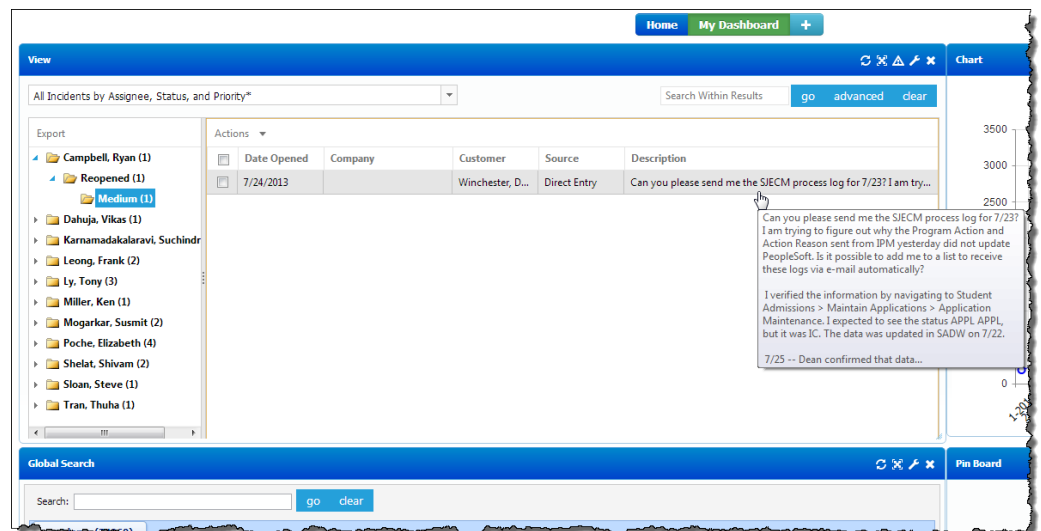 Home My Dashboard +
View
Chart
All Incidents by Assignee, Status, and Priority*
Search Within Results go advanced clear
Export
Actions
Campbell, Ryan (1)
Reopened (1)
Medium (1)
Dahuja, Vikas (1)
Karnamadakalaravi, Suchindr
Leong, Frank (2)
Ly, Tony (3)
Miller, Ken (1)
Mogarkar, Susmit (2)
Poche, Elizabeth (4)
Shelat, Shivam (2)
Sloan, Steve (1)
Tran, Thuha (1)
Date Opened Company Customer Source Description
7/24/2013 Winchester, D... Direct Entry Can you please send me the SJECM process log for 7/23? I am try...
Can you please send me the SJECM process log for 7/23?
I am trying to figure out why the Program Action and
Action Reason sent from IPM yesterday did not update
PeopleSoft. Is it possible to add me to a list to receive
these logs via e-mail automatically?
I verified the information by navigating to Student
Admissions > Maintain Applications > Application
Maintenance. I expected to see the status APPL APPL,
but it was IC. The data was updated in SADW on 7/22.
7/25 -- Dean confirmed that data...
3500
3000
2500
0
Global Search
Pin Board
Search: go clear